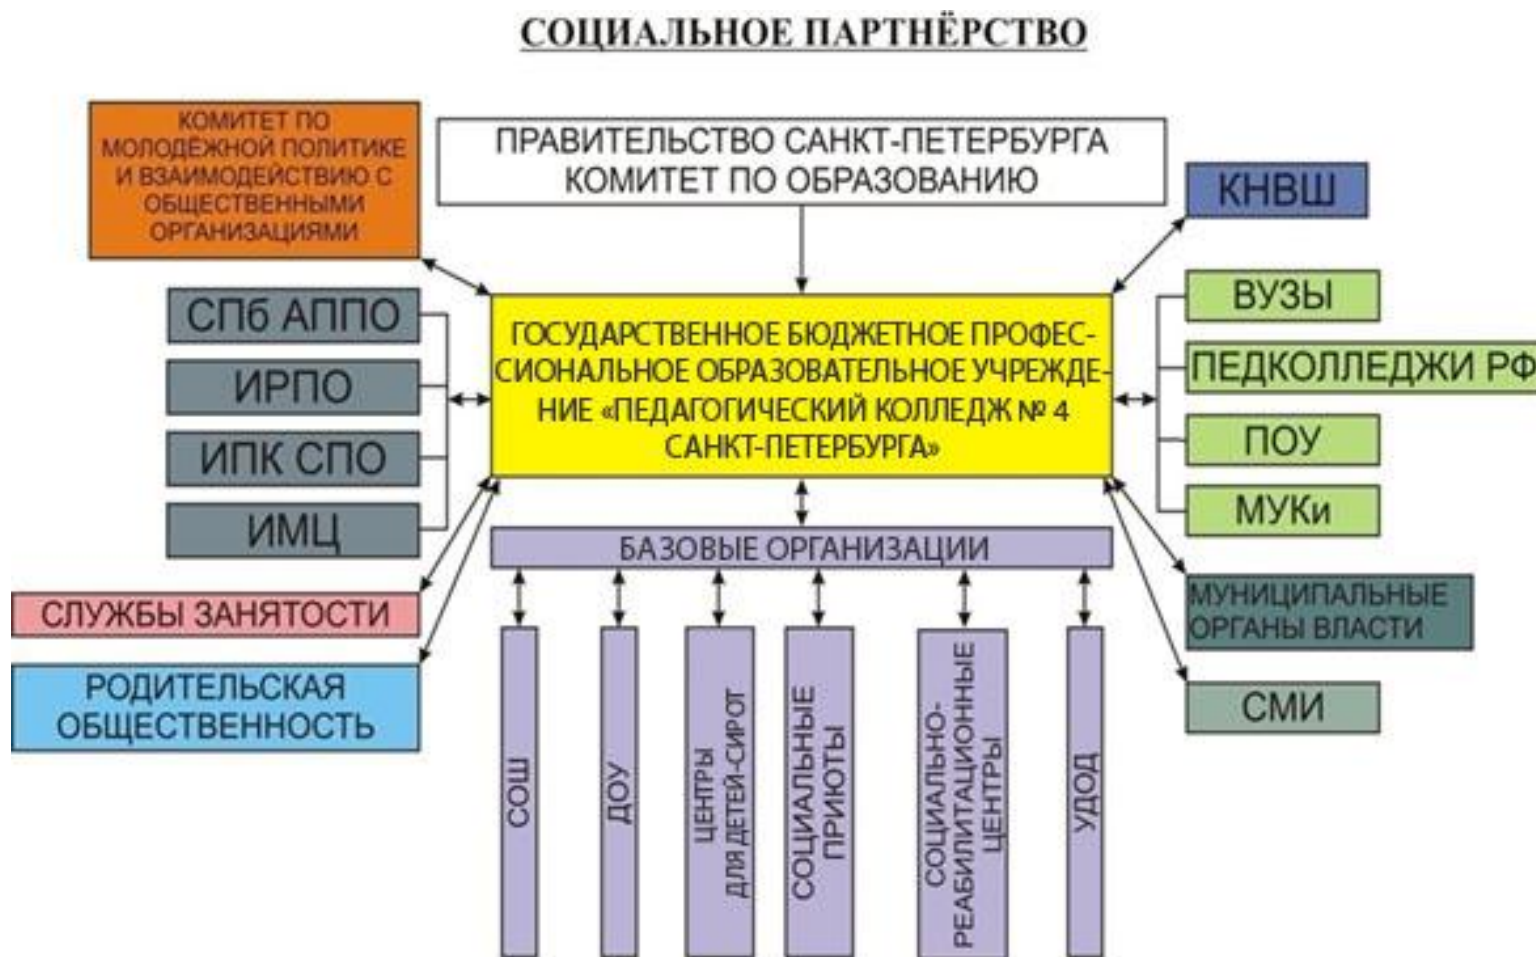 СОЦИАЛЬНОЕ ПАРТНЁРСТВО
КОМИТЕТ ПО
МОЛОДЁЖНОЙ ПОЛИТИКЕ
И ВЗАИМОДЕЙСТВИЮ С
ОБЩЕСТВЕННЫМИ
ОРГАНИЗАЦИЯМИ
ПРАВИТЕЛЬСТВО САНКТ-ПЕТЕРБУРГА
КОМИТЕТ ПО ОБРАЗОВАНИЮ
КНВШ
СПб АППО
ИРПО
ИПК СПО
ИМЦ
ГОСУДАРСТВЕННОЕ БЮДЖЕТНОЕ ПРОФЕС-
СИОНАЛЬНОЕ ОБРАЗОВАТЕЛЬНОЕ УЧРЕЖДЕ-
НИЕ «ПЕДАГОГИЧЕСКИЙ КОЛЛЕДЖ № 4
САНКТ-ПЕТЕРБУРГА»
ВУЗЫ
ПЕДКОЛЛЕДЖИ РФ
ПОУ
МУКи
БАЗОВЫЕ ОРГАНИЗАЦИИ
СЛУЖБЫ ЗАНЯТОСТИ
РОДИТЕЛЬСКАЯ
ОБЩЕСТВЕННОСТЬ
МУНИЦИПАЛЬНЫЕ
ОРГАНЫ ВЛАСТИ
СМИ
СОШ
ДОУ
ЦЕНТРЫ
ДЛЯ ДЕТЕЙ-СИРОТ
СОЦИАЛЬНЫЕ
ПРИЮТЫ
СОЦИАЛЬНО-
РЕАБИЛИТАЦИОННЫЕ
ЦЕНТРЫ
УДОД